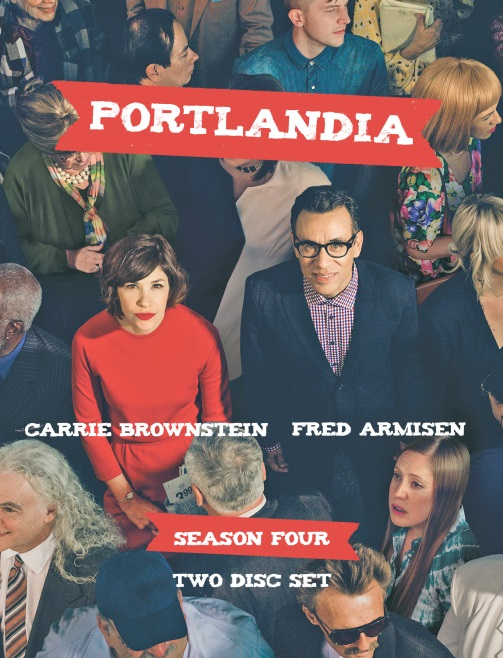 PORTLANDIA
CARRIE BROWNSTEIN FRED ARMISEN
SEASON FOUR
TWO DISC SET